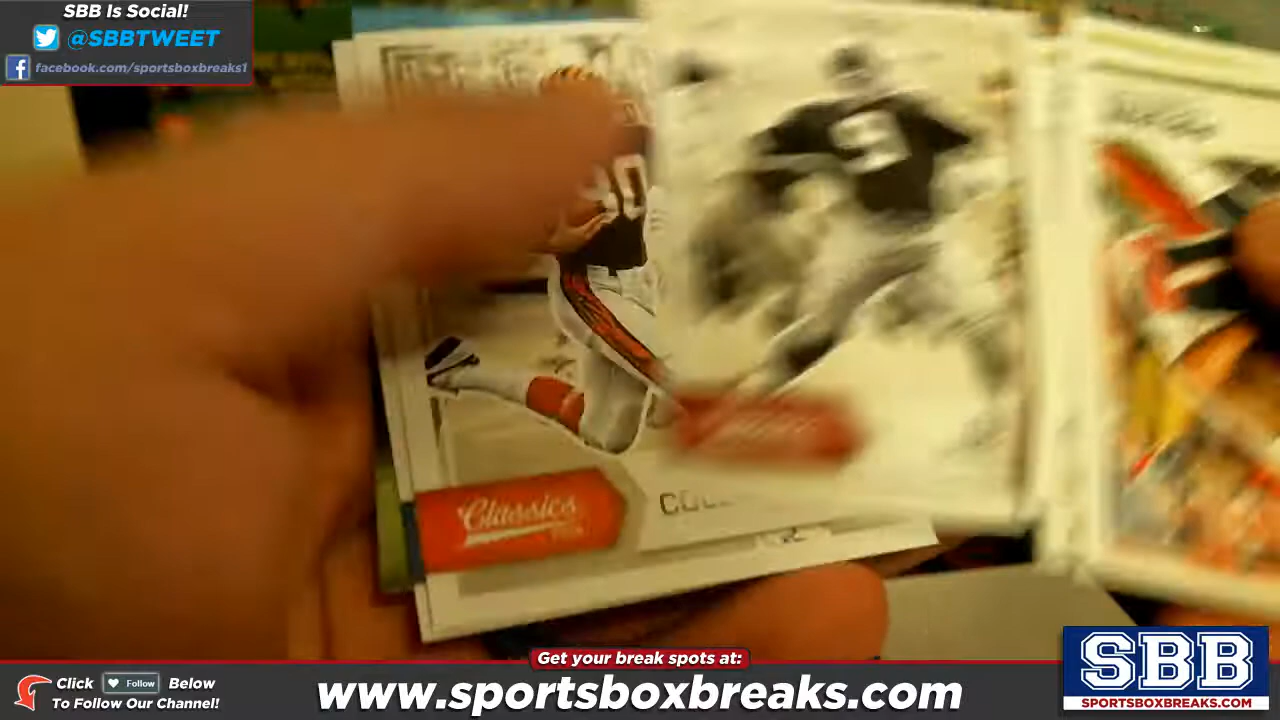 SBB Is Social!
@SBBTWEET
facebook.com/sportsboxbreaks1
Classics
9
Get your break spots at:
Click Follow Below
To Follow Our Channel!
www.sportsboxbreaks.com
SBB
SPORTSBOXBREAKS.COM